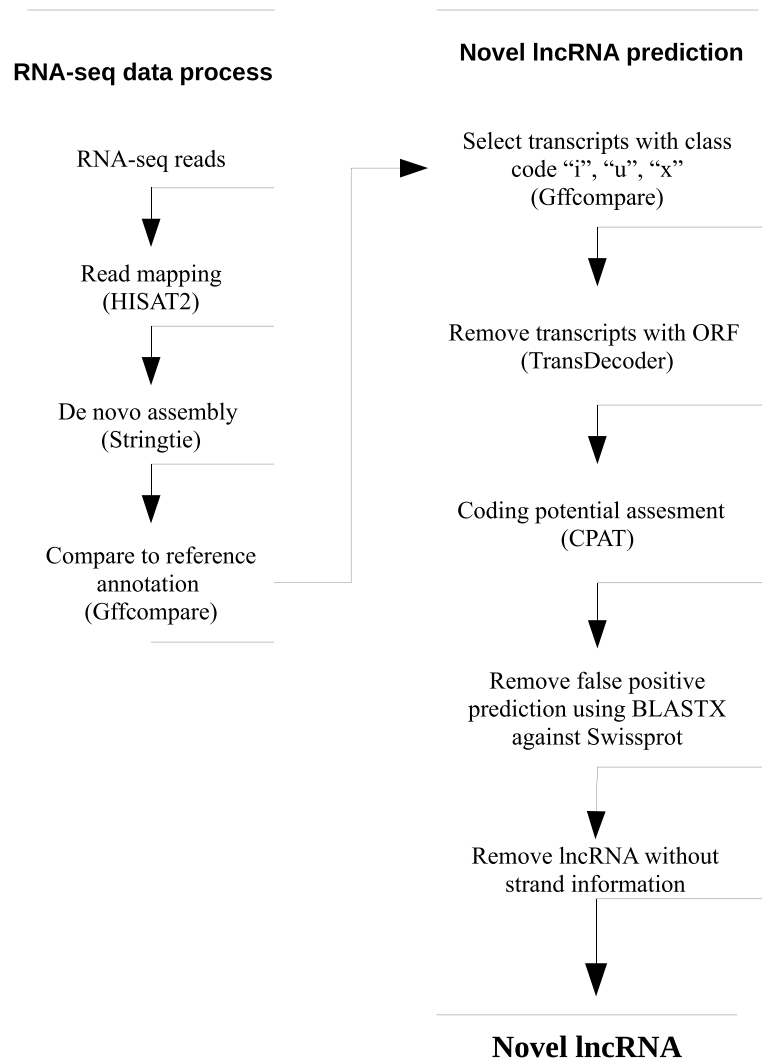 RNA-seq data process
RNA-seq reads
Read mapping
(HISAT2)
De novo assembly
(Stringtie)
Compare to reference
annotation
(Gffcompare)
Novel lncRNA prediction
Select transcripts with class
code “i”, “u”, “x”
(Gffcompare)
Remove transcripts with ORF
(TransDecoder)
Coding potential assesment
(CPAT)
Remove false positive
prediction using BLASTX
against Swissprot
Remove lncRNA without
strand information
Novel lncRNA